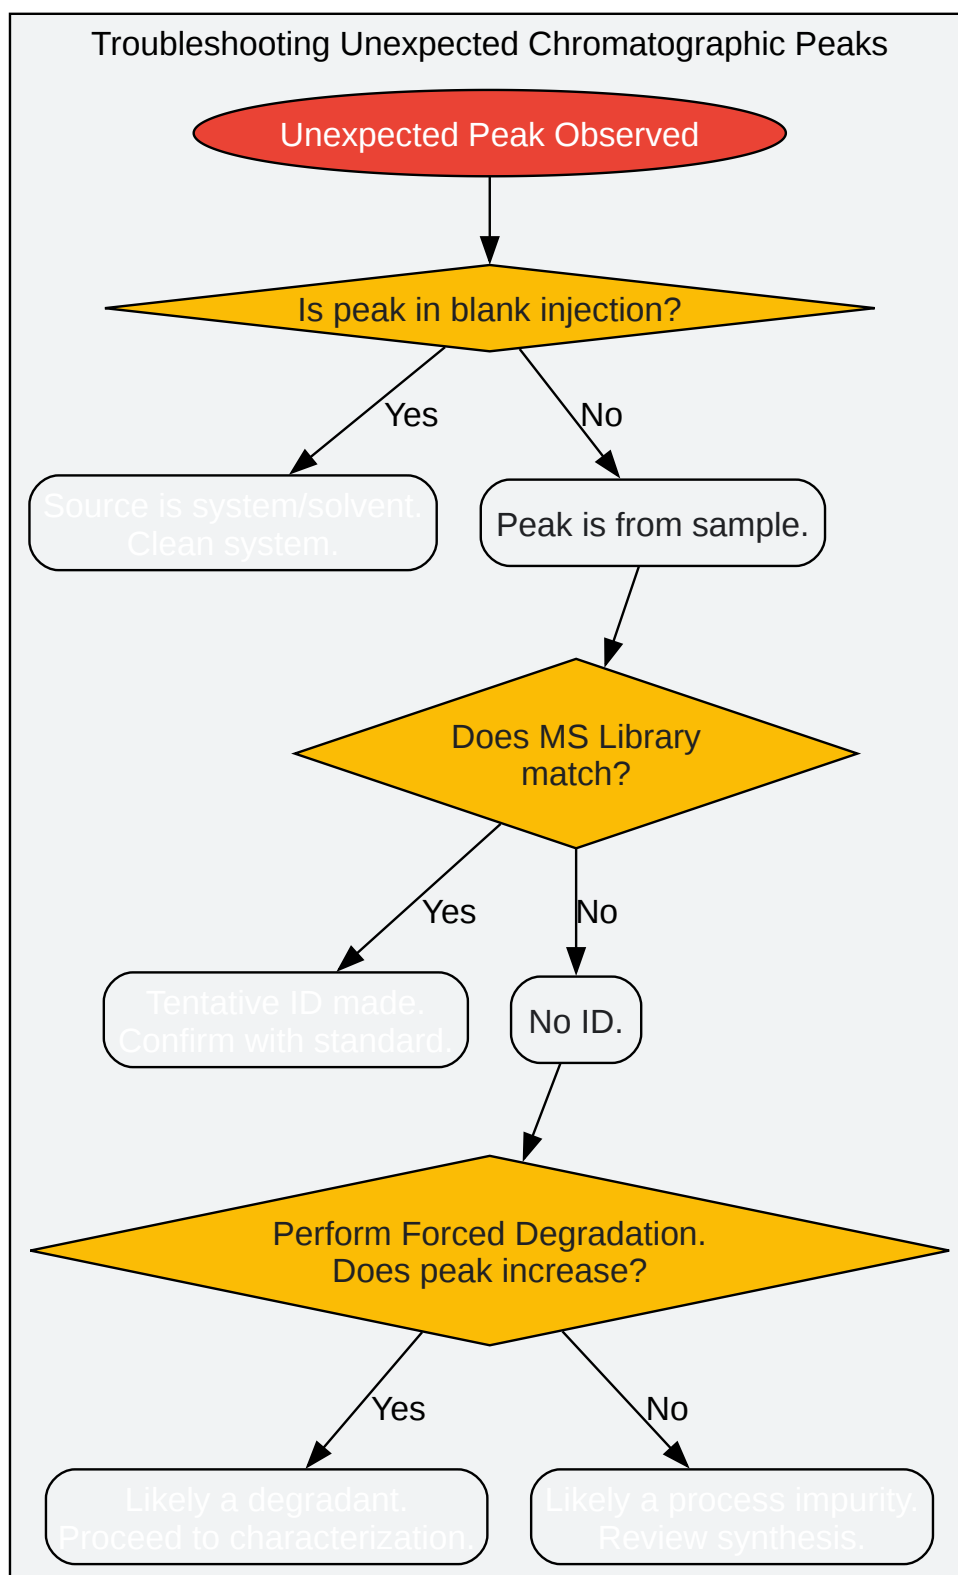 Troubleshooting Unexpected Chromatographic Peaks
Unexpected Peak Observed
Is peak in blank injection?
Yes
No
Source is system/solvent.
Clean system.
Peak is from sample.
Does MS Library
match?
Yes
No
Tentative ID made.
Confirm with standard.
No ID.
Perform Forced Degradation.
Does peak increase?
Yes
No
Likely a degradant.
Proceed to characterization.
Likely a process impurity.
Review synthesis.